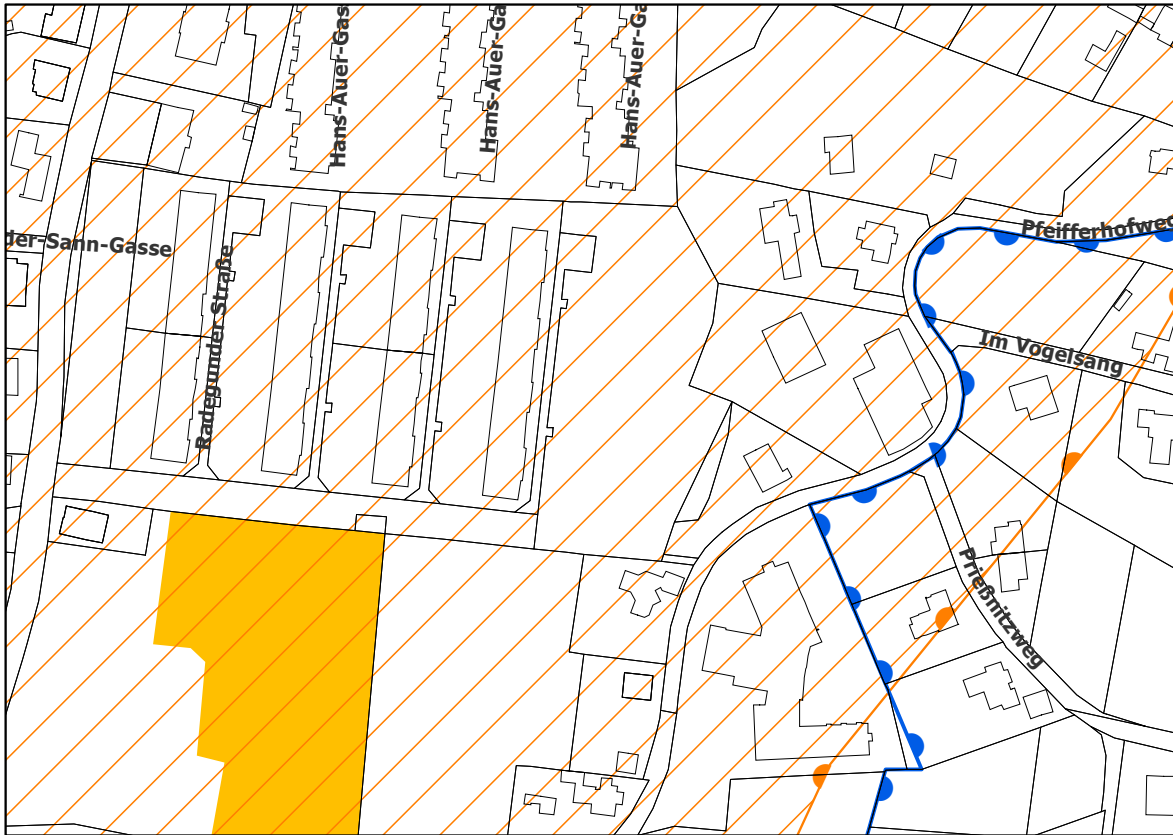 Hans-Auer-Gas
Hans-Auer-Ga
Hans-Auer-Ga
Pfeifferhofweg
der-Sann-Gasse
Radegunder Straße
Im Vogelsang
Prießnitzweg